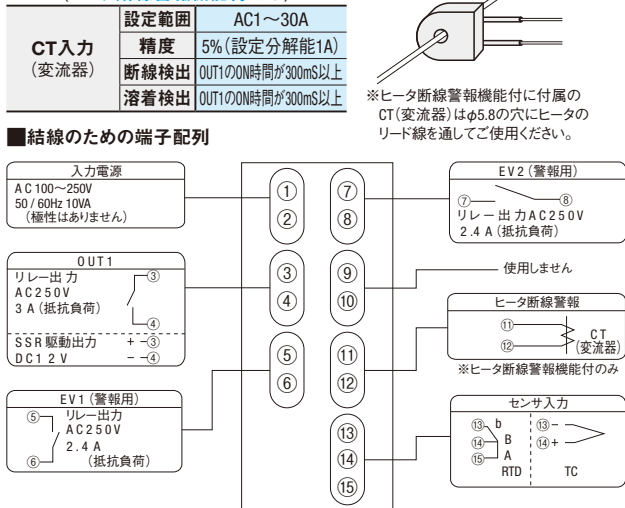 CT入力
(変流器)
設定範囲 AC1～30A
精度 5%(設定分解能1A)
断線検出 OUT1のON時間が300mS以上
溶着検出 OUT1のON時間が300mS以上
※ヒータ断線警報機能付に付属の
CT(変流器)はφ5.8の穴にヒータの
リード線を通してご使用ください。
■結線のための端子配列
入力電源
AC100～250V
50/60Hz 10VA
(極性はありません)
OUT1
リレー出力
AC250V
3A(抵抗負荷)
③
④
SSR駆動出力 + -③
DC12V - -④
EV1(警報用)
⑤ リレー出力
AC250V
2.4A
⑥ (抵抗負荷)
① ⑦
② ⑧
③ ⑨
④ ⑩
⑤ ⑪
⑥ ⑫
⑬
⑭
⑮
EV2(警報用)
⑦ ⑧
リレー出力AC250V
2.4A(抵抗負荷)
使用しません
ヒータ断線警報
⑪
⑫
CT
(変流器)
※ヒータ断線警報機能付のみ
センサ入力
⑬ b ⑬ -
⑭ B ⑭ +
⑮ A
RTD TC